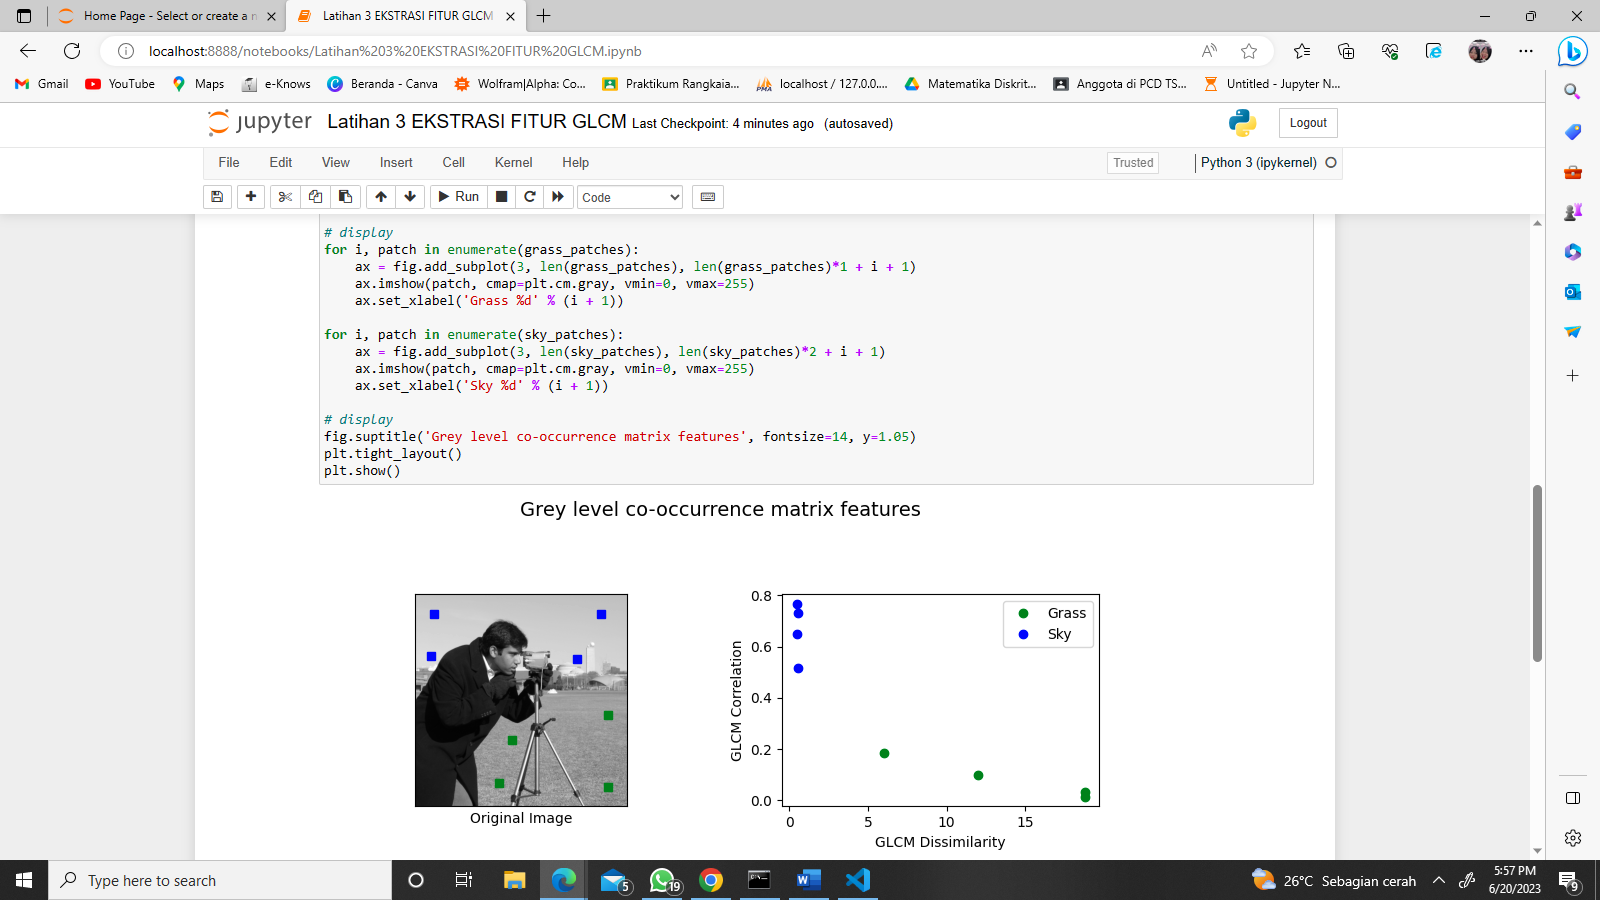 Home Page - Select or create a n
Latihan 3 EKSTRASI FITUR GLCM
localhost:8888/notebooks/Latihan%203%20EKSTRASI%20FITUR%20GLCM.ipynb
Gmail
YouTube
Maps
e-Knows
Beranda - Canva
Wolfram|Alpha: Co...
Praktikum Rangkaia...
localhost / 127.0.0....
Matematika Diskrit...
Anggota di PCD TS...
Untitled - Jupyter N...
jupyter Latihan 3 EKSTRASI FITUR GLCM Last Checkpoint: 4 minutes ago (autosaved)
Logout
File Edit View Insert Cell Kernel Help
Trusted
Python 3 (ipykernel)
Run
Code
# display
for i, patch in enumerate(grass_patches):
    ax = fig.add_subplot(3, len(grass_patches), len(grass_patches)*1 + i + 1)
    ax.imshow(patch, cmap=plt.cm.gray, vmin=0, vmax=255)
    ax.set_xlabel('Grass %d' % (i + 1))
for i, patch in enumerate(sky_patches):
    ax = fig.add_subplot(3, len(sky_patches), len(sky_patches)*2 + i + 1)
    ax.imshow(patch, cmap=plt.cm.gray, vmin=0, vmax=255)
    ax.set_xlabel('Sky %d' % (i + 1))
# display
fig.suptitle('Grey level co-occurrence matrix features', fontsize=14, y=1.05)
plt.tight_layout()
plt.show()
Grey level co-occurrence matrix features
Original Image
GLCM Correlation
0.8
0.6
0.4
0.2
0.0
Grass
Sky
0 5 10 15
GLCM Dissimilarity
Type here to search
5
19
26°C Sebagian cerah
5:57 PM
6/20/2023
9